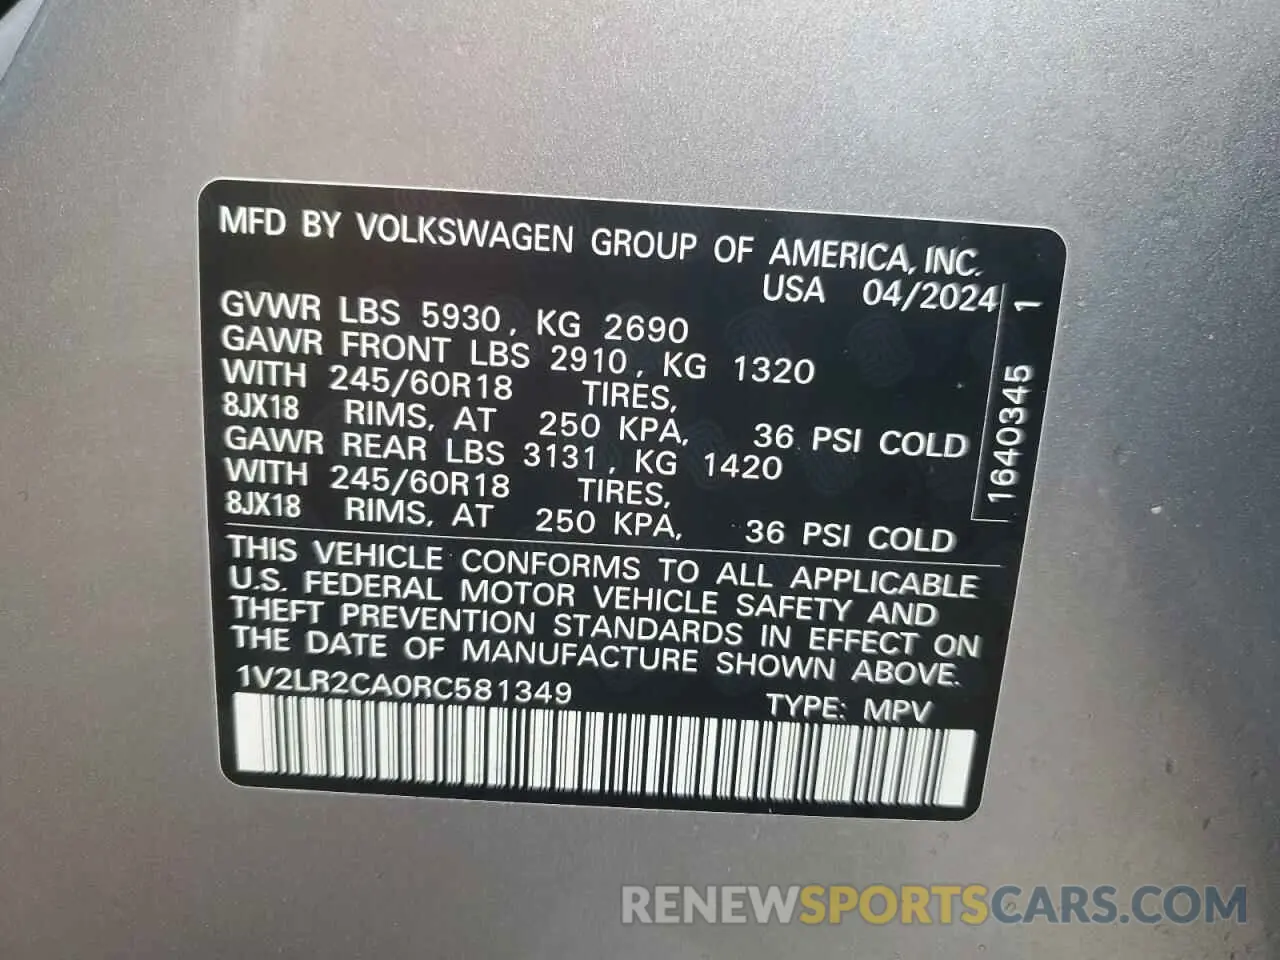 MFD BY VOLKSWAGEN GROUP OF AMERICA, INC.
USA 04/2024
GVWR LBS 5930, KG 2690
GAWR FRONT LBS 2910, KG 1320
WITH 245/60R18 TIRES,
8JX18 RIMS, AT 250 KPA, 36 PSI COLD
GAWR REAR LBS 3131, KG 1420
WITH 245/60R18 TIRES,
8JX18 RIMS, AT 250 KPA, 36 PSI COLD
1640345 1
THIS VEHICLE CONFORMS TO ALL APPLICABLE
U.S. FEDERAL MOTOR VEHICLE SAFETY AND
THEFT PREVENTION STANDARDS IN EFFECT ON
THE DATE OF MANUFACTURE SHOWN ABOVE.
1V2LR2CA0RC581349 TYPE: MPV
RENEWSPORTSCARS.COM